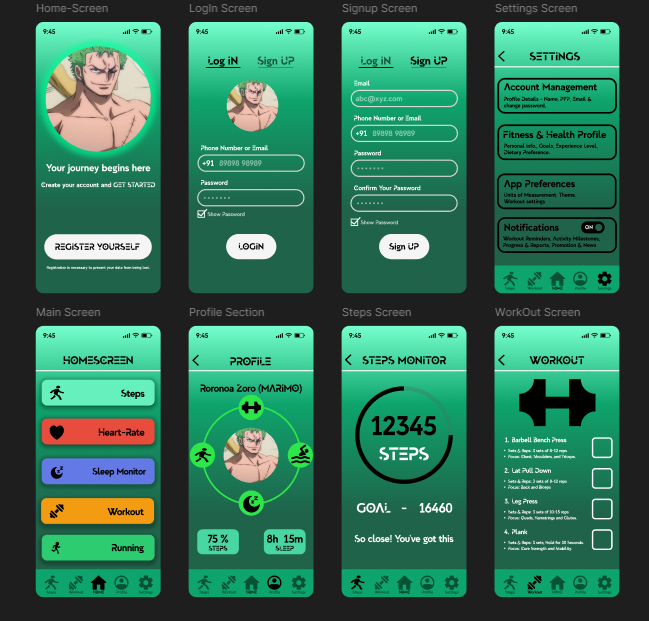 Home-Screen
9:45
Your journey begins here
Create your account and GET STARTED
REGISTER YOURSELF
Registration is necessary to prevent your data from being lost.
LogIn Screen
9:45
Log iN Sign UP
Phone Number or Email
+91 89898 98989
Password
Show Password
LOGiN
Signup Screen
9:45
Log iN Sign UP
Email
abc@xyz.com
Phone Number or Email
+91 89898 98989
Password
Confirm Your Password
Show Password
Sign UP
Settings Screen
9:45
SETTiNGS
Account Management
Profile Details - Name, PFP, Email &
change password.
Fitness & Health Profile
Personal Info, Goals, Experience Level,
Dietary Preference.
App Preferences
Units of Measurement, Theme,
Workout settings
Notifications ON
Workout Reminders, Activity Milestones,
Progress & Reports, Promotion & News
Steps Workout HOME Profile Settings
Main Screen
9:45
HOMESCREEN
Steps
Heart-Rate
Sleep Monitor
Workout
Running
Steps Workout HOME Profile Settings
Profile Section
9:45
PROFiLE
Roronoa Zoro (MARiMO)
75 % 8h 15m
STEPS SLEEP
Steps Workout HOME Profile Settings
Steps Screen
9:45
STEPS MONiTOR
12345
STEPS
GOAL - 16460
So close! You've got this
Steps Workout HOME Profile Settings
WorkOut Screen
9:45
WORKOUT
1. Barbell Bench Press
• Sets & Reps: 3 sets of 8-12 reps
• Focus: Chest, Shoulders, and Triceps.
2. Lat Pull Down
• Sets & Reps: 3 sets of 8-12 reps
• Focus: Back and Biceps
3. Leg Press
• Sets & Reps: 3 sets of 10-15 reps
• Focus: Quads, Hamstrings and Glutes.
4. Plank
• Sets & Reps: 3 sets, Hold for 30 Seconds.
• Focus: Core Strength and Stability.
Steps Workout HOME Profile Settings